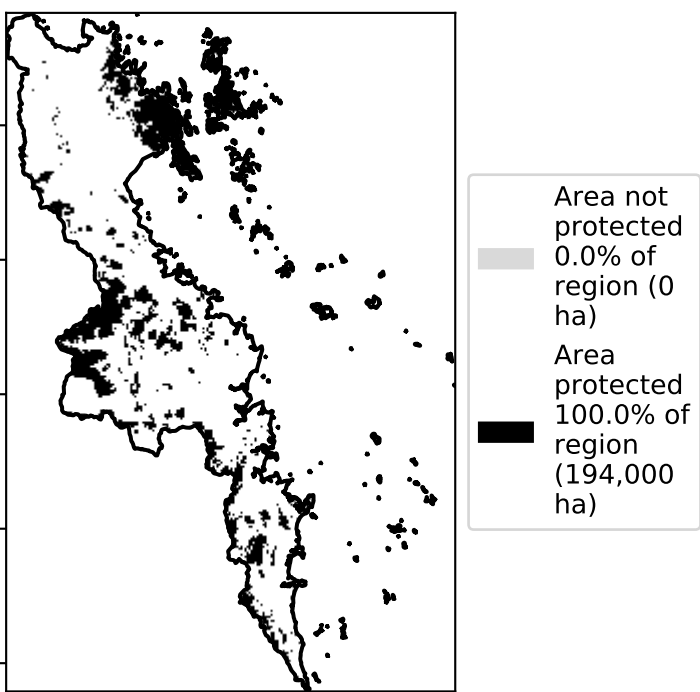 Area not
protected
0.0% of
region (0
ha)
Area
protected
100.0% of
region
(194,000
ha)